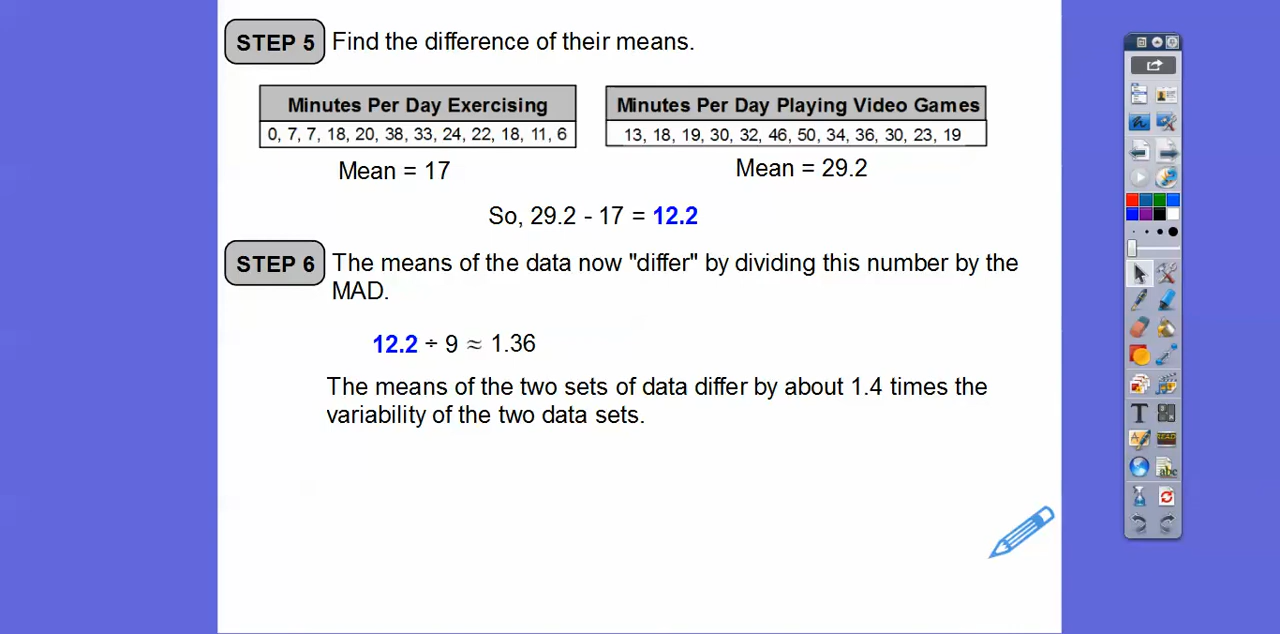 STEP 5 Find the difference of their means.
Minutes Per Day Exercising
0, 7, 7, 18, 20, 38, 33, 24, 22, 18, 11, 6
Mean = 17
Minutes Per Day Playing Video Games
13, 18, 19, 30, 32, 46, 50, 34, 36, 30, 23, 19
Mean = 29.2
So, 29.2 - 17 = 12.2
STEP 6 The means of the data now "differ" by dividing this number by the
MAD.
12.2 ÷ 9 ≈ 1.36
The means of the two sets of data differ by about 1.4 times the
variability of the two data sets.
T
abc